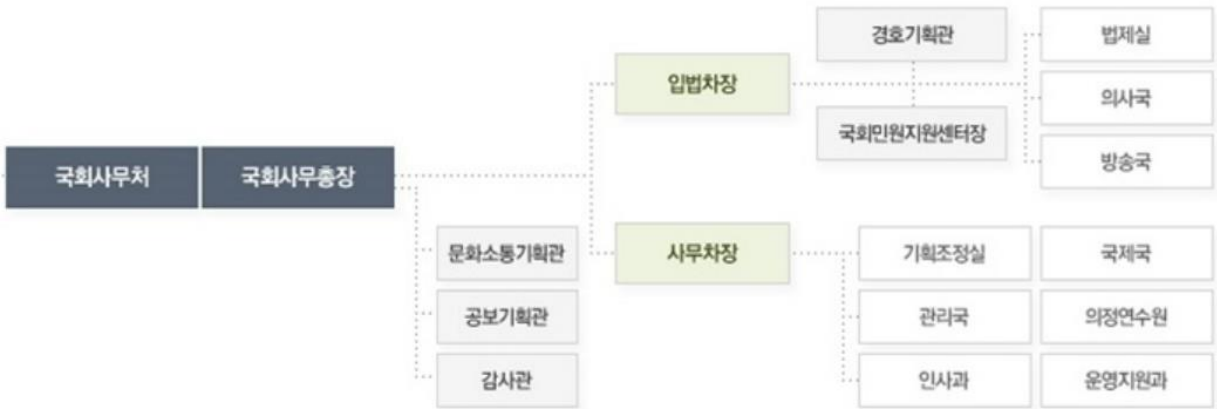 국회사무처
국회사무총장
문화소통기획관
공보기획관
감사관
입법차장
경호기획관
국회민원지원센터장
법제실
의사국
방송국
사무차장
기획조정실
국제국
관리국
의정연수원
인사과
운영지원과